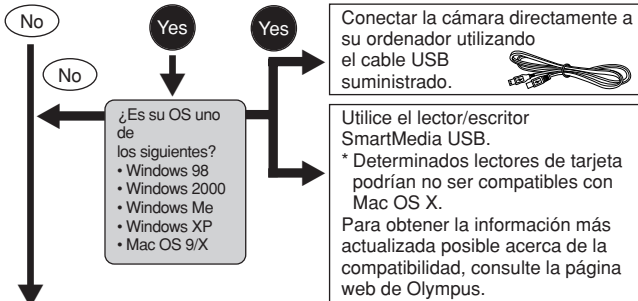 No
Yes
Yes
No
¿Es su OS uno
de
los siguientes?
• Windows 98
• Windows 2000
• Windows Me
• Windows XP
• Mac OS 9/X
Conectar la cámara directamente a
su ordenador utilizando
el cable USB
suministrado.
Utilice el lector/escritor
SmartMedia USB.
* Determinados lectores de tarjeta
podrían no ser compatibles con
Mac OS X.
Para obtener la información más
actualizada posible acerca de la
compatibilidad, consulte la página
web de Olympus.